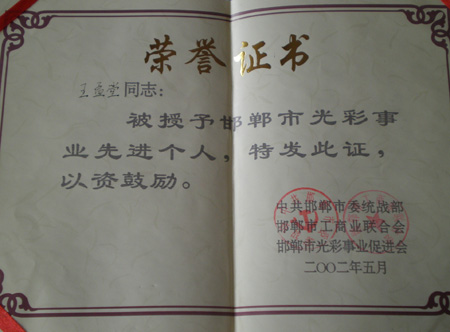 荣誉证书
王孟堂同志：
被授予邯郸市光彩事
业先进个人，特发此证，
以资鼓励。
中共邯郸市委统战部
邯郸市工商业联合会
邯郸市光彩事业促进会
二〇〇二年五月